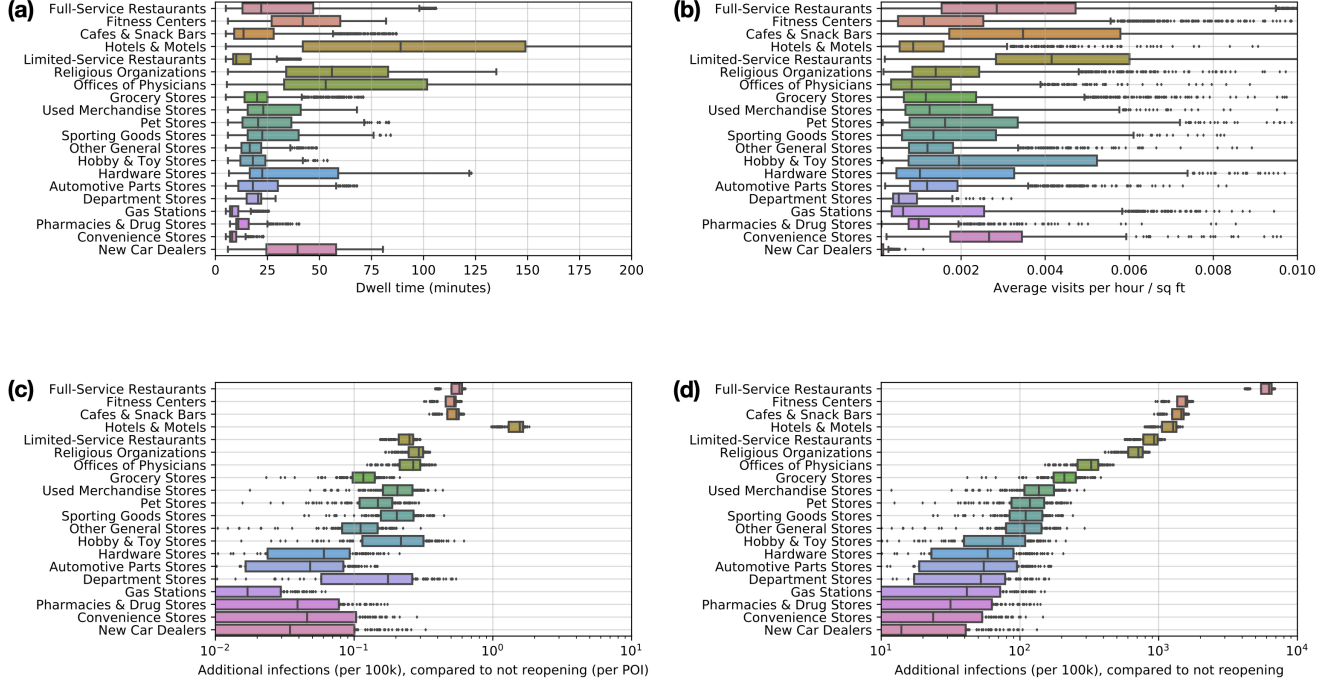 (a)
Full-Service Restaurants
Fitness Centers
Cafes & Snack Bars
Hotels & Motels
Limited-Service Restaurants
Religious Organizations
Offices of Physicians
Grocery Stores
Used Merchandise Stores
Pet Stores
Sporting Goods Stores
Other General Stores
Hobby & Toy Stores
Hardware Stores
Automotive Parts Stores
Department Stores
Gas Stations
Pharmacies & Drug Stores
Convenience Stores
New Car Dealers
0 25 50 75 100 125 150 175 200
Dwell time (minutes)
(b)
Full-Service Restaurants
Fitness Centers
Cafes & Snack Bars
Hotels & Motels
Limited-Service Restaurants
Religious Organizations
Offices of Physicians
Grocery Stores
Used Merchandise Stores
Pet Stores
Sporting Goods Stores
Other General Stores
Hobby & Toy Stores
Hardware Stores
Automotive Parts Stores
Department Stores
Gas Stations
Pharmacies & Drug Stores
Convenience Stores
New Car Dealers
0.002 0.004 0.006 0.008 0.010
Average visits per hour / sq ft
(c)
Full-Service Restaurants
Fitness Centers
Cafes & Snack Bars
Hotels & Motels
Limited-Service Restaurants
Religious Organizations
Offices of Physicians
Grocery Stores
Used Merchandise Stores
Pet Stores
Sporting Goods Stores
Other General Stores
Hobby & Toy Stores
Hardware Stores
Automotive Parts Stores
Department Stores
Gas Stations
Pharmacies & Drug Stores
Convenience Stores
New Car Dealers
10⁻² 10⁻¹ 10⁰ 10¹
Additional infections (per 100k), compared to not reopening (per POI)
(d)
Full-Service Restaurants
Fitness Centers
Cafes & Snack Bars
Hotels & Motels
Limited-Service Restaurants
Religious Organizations
Offices of Physicians
Grocery Stores
Used Merchandise Stores
Pet Stores
Sporting Goods Stores
Other General Stores
Hobby & Toy Stores
Hardware Stores
Automotive Parts Stores
Department Stores
Gas Stations
Pharmacies & Drug Stores
Convenience Stores
New Car Dealers
10¹ 10² 10³ 10⁴
Additional infections (per 100k), compared to not reopening